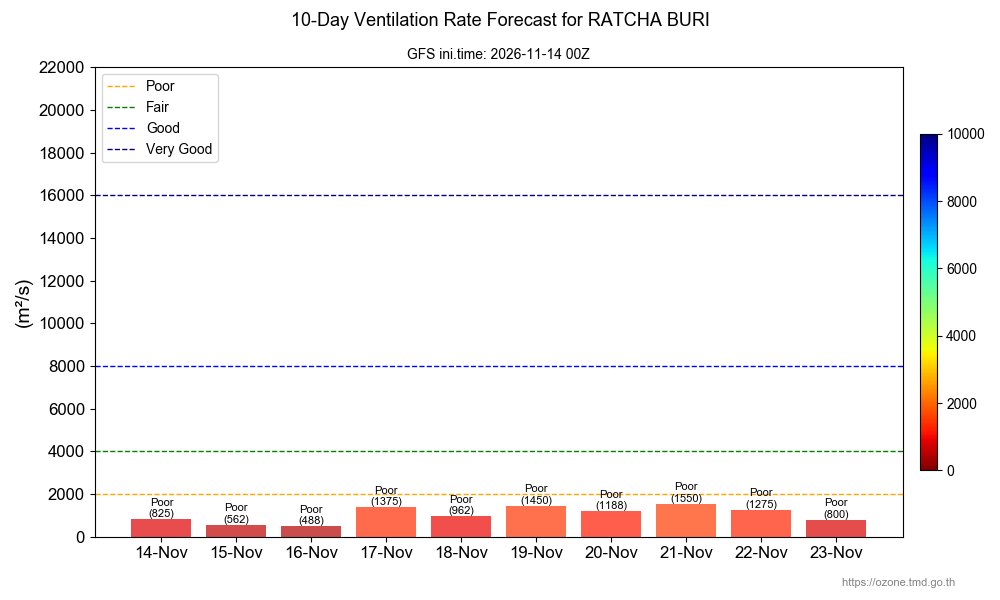 10-Day Ventilation Rate Forecast for RATCHA BURI
GFS ini.time: 2026-11-14 00Z
(m²/s)
22000
20000
18000
16000
14000
12000
10000
8000
6000
4000
2000
0
Poor
Fair
Good
Very Good
Poor
(825)
Poor
(562)
Poor
(488)
Poor
(1375)
Poor
(962)
Poor
(1450)
Poor
(1188)
Poor
(1550)
Poor
(1275)
Poor
(800)
14-Nov 15-Nov 16-Nov 17-Nov 18-Nov 19-Nov 20-Nov 21-Nov 22-Nov 23-Nov
10000
8000
6000
4000
2000
0
https://ozone.tmd.go.th